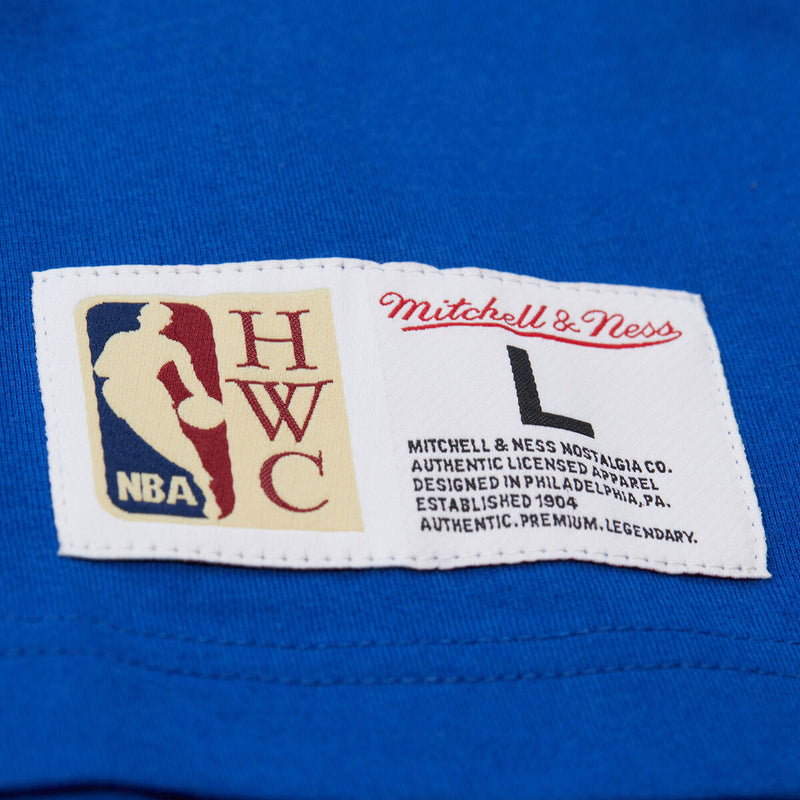 NBA
H
W
C
Mitchell & Ness
L
MITCHELL & NESS NOSTALGIA CO.
AUTHENTIC LICENSED APPAREL
DESIGNED IN PHILADELPHIA, PA.
ESTABLISHED 1904
AUTHENTIC. PREMIUM. LEGENDARY.